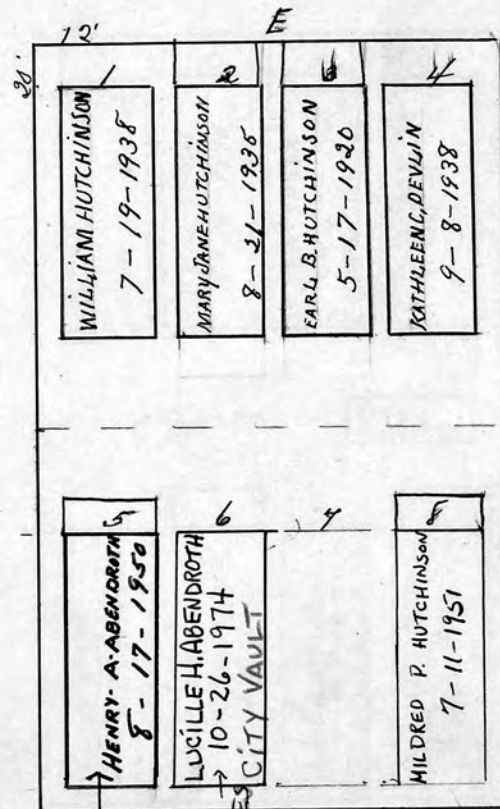 12'
E
20'
1
WILLIAM HUTCHINSON
7-19-1938
2
MARY JANE HUTCHINSON
8-21-1935
3
EARL B. HUTCHINSON
5-17-1920
4
KATHLEEN C. DEVLIN
9-8-1938
5
HENRY- A. ABENDROTH
8-17-1950
6
LUCILLE H. ABENDROTH
10-26-1974
CITY VAULT
7
8
MILDRED P. HUTCHINSON
7-11-1951